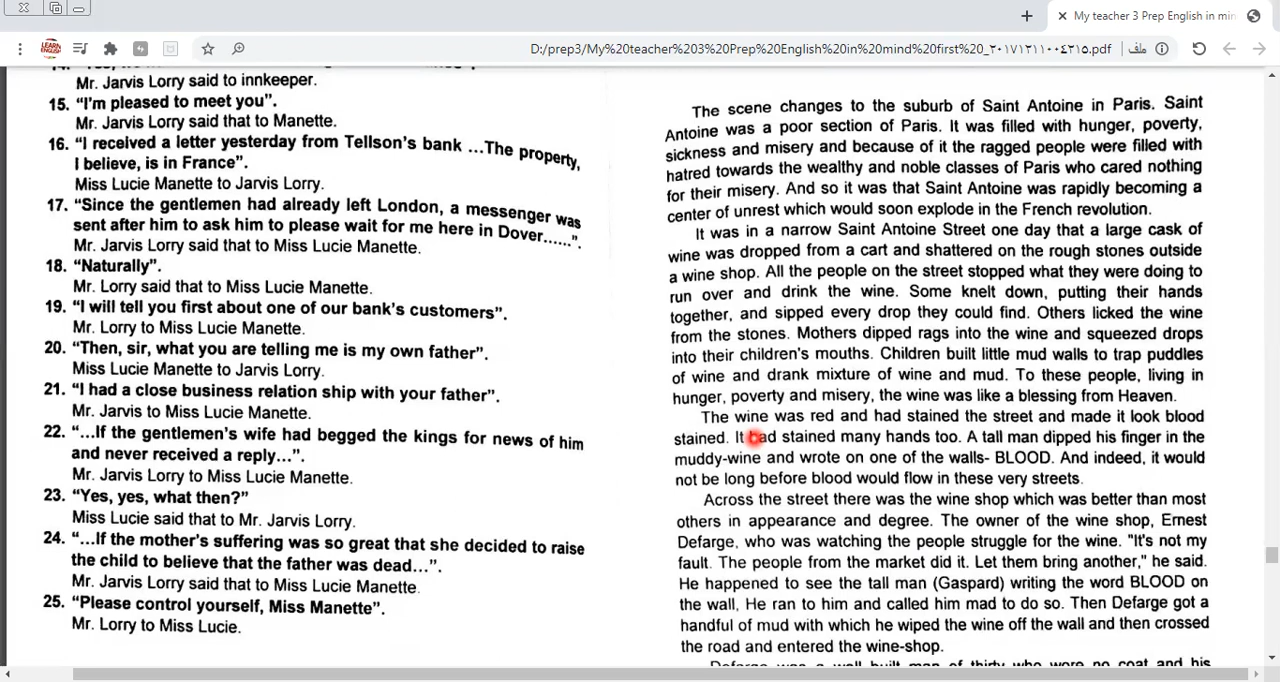 My teacher 3 Prep English in min
D:/prep3/My%20teacher%203%20Prep%20English%20in%20mind%20first%20_٢٠١٧١٢١١٠٠٤٢١٥.pdf
ملف
LEARN ENGLISH
Mr. Jarvis Lorry said to innkeeper.
15. “I’m pleased to meet you”.
Mr. Jarvis Lorry said that to Manette.
16. “I received a letter yesterday from Tellson’s bank ...The property,
I believe, is in France”.
Miss Lucie Manette to Jarvis Lorry.
17. “Since the gentlemen had already left London, a messenger was
sent after him to ask him to please wait for me here in Dover......”.
Mr. Jarvis Lorry said that to Miss Lucie Manette.
18. “Naturally”.
Mr. Lorry said that to Miss Lucie Manette.
19. “I will tell you first about one of our bank’s customers”.
Mr. Lorry to Miss Lucie Manette.
20. “Then, sir, what you are telling me is my own father”.
Miss Lucie Manette to Jarvis Lorry.
21. “I had a close business relation ship with your father”.
Mr. Jarvis to Miss Lucie Manette.
22. “...If the gentlemen’s wife had begged the kings for news of him
and never received a reply...”.
Mr. Jarvis Lorry to Miss Lucie Manette.
23. “Yes, yes, what then?”
Miss Lucie said that to Mr. Jarvis Lorry.
24. “...If the mother’s suffering was so great that she decided to raise
the child to believe that the father was dead...”.
Mr. Jarvis Lorry said that to Miss Lucie Manette.
25. “Please control yourself, Miss Manette”.
Mr. Lorry to Miss Lucie.
The scene changes to the suburb of Saint Antoine in Paris. Saint
Antoine was a poor section of Paris. It was filled with hunger, poverty,
sickness and misery and because of it the ragged people were filled with
hatred towards the wealthy and noble classes of Paris who cared nothing
for their misery. And so it was that Saint Antoine was rapidly becoming a
center of unrest which would soon explode in the French revolution.
It was in a narrow Saint Antoine Street one day that a large cask of
wine was dropped from a cart and shattered on the rough stones outside
a wine shop. All the people on the street stopped what they were doing to
run over and drink the wine. Some knelt down, putting their hands
together, and sipped every drop they could find. Others licked the wine
from the stones. Mothers dipped rags into the wine and squeezed drops
into their children’s mouths. Children built little mud walls to trap puddles
of wine and drank mixture of wine and mud. To these people, living in
hunger, poverty and misery, the wine was like a blessing from Heaven.
The wine was red and had stained the street and made it look blood
stained. It had stained many hands too. A tall man dipped his finger in the
muddy-wine and wrote on one of the walls- BLOOD. And indeed, it would
not be long before blood would flow in these very streets.
Across the street there was the wine shop which was better than most
others in appearance and degree. The owner of the wine shop, Ernest
Defarge, who was watching the people struggle for the wine. "It's not my
fault. The people from the market did it. Let them bring another," he said.
He happened to see the tall man (Gaspard) writing the word BLOOD on
the wall, He ran to him and called him mad to do so. Then Defarge got a
handful of mud with which he wiped the wine off the wall and then crossed
the road and entered the wine-shop.
Defarge was a well built man of thirty who wore no coat and his